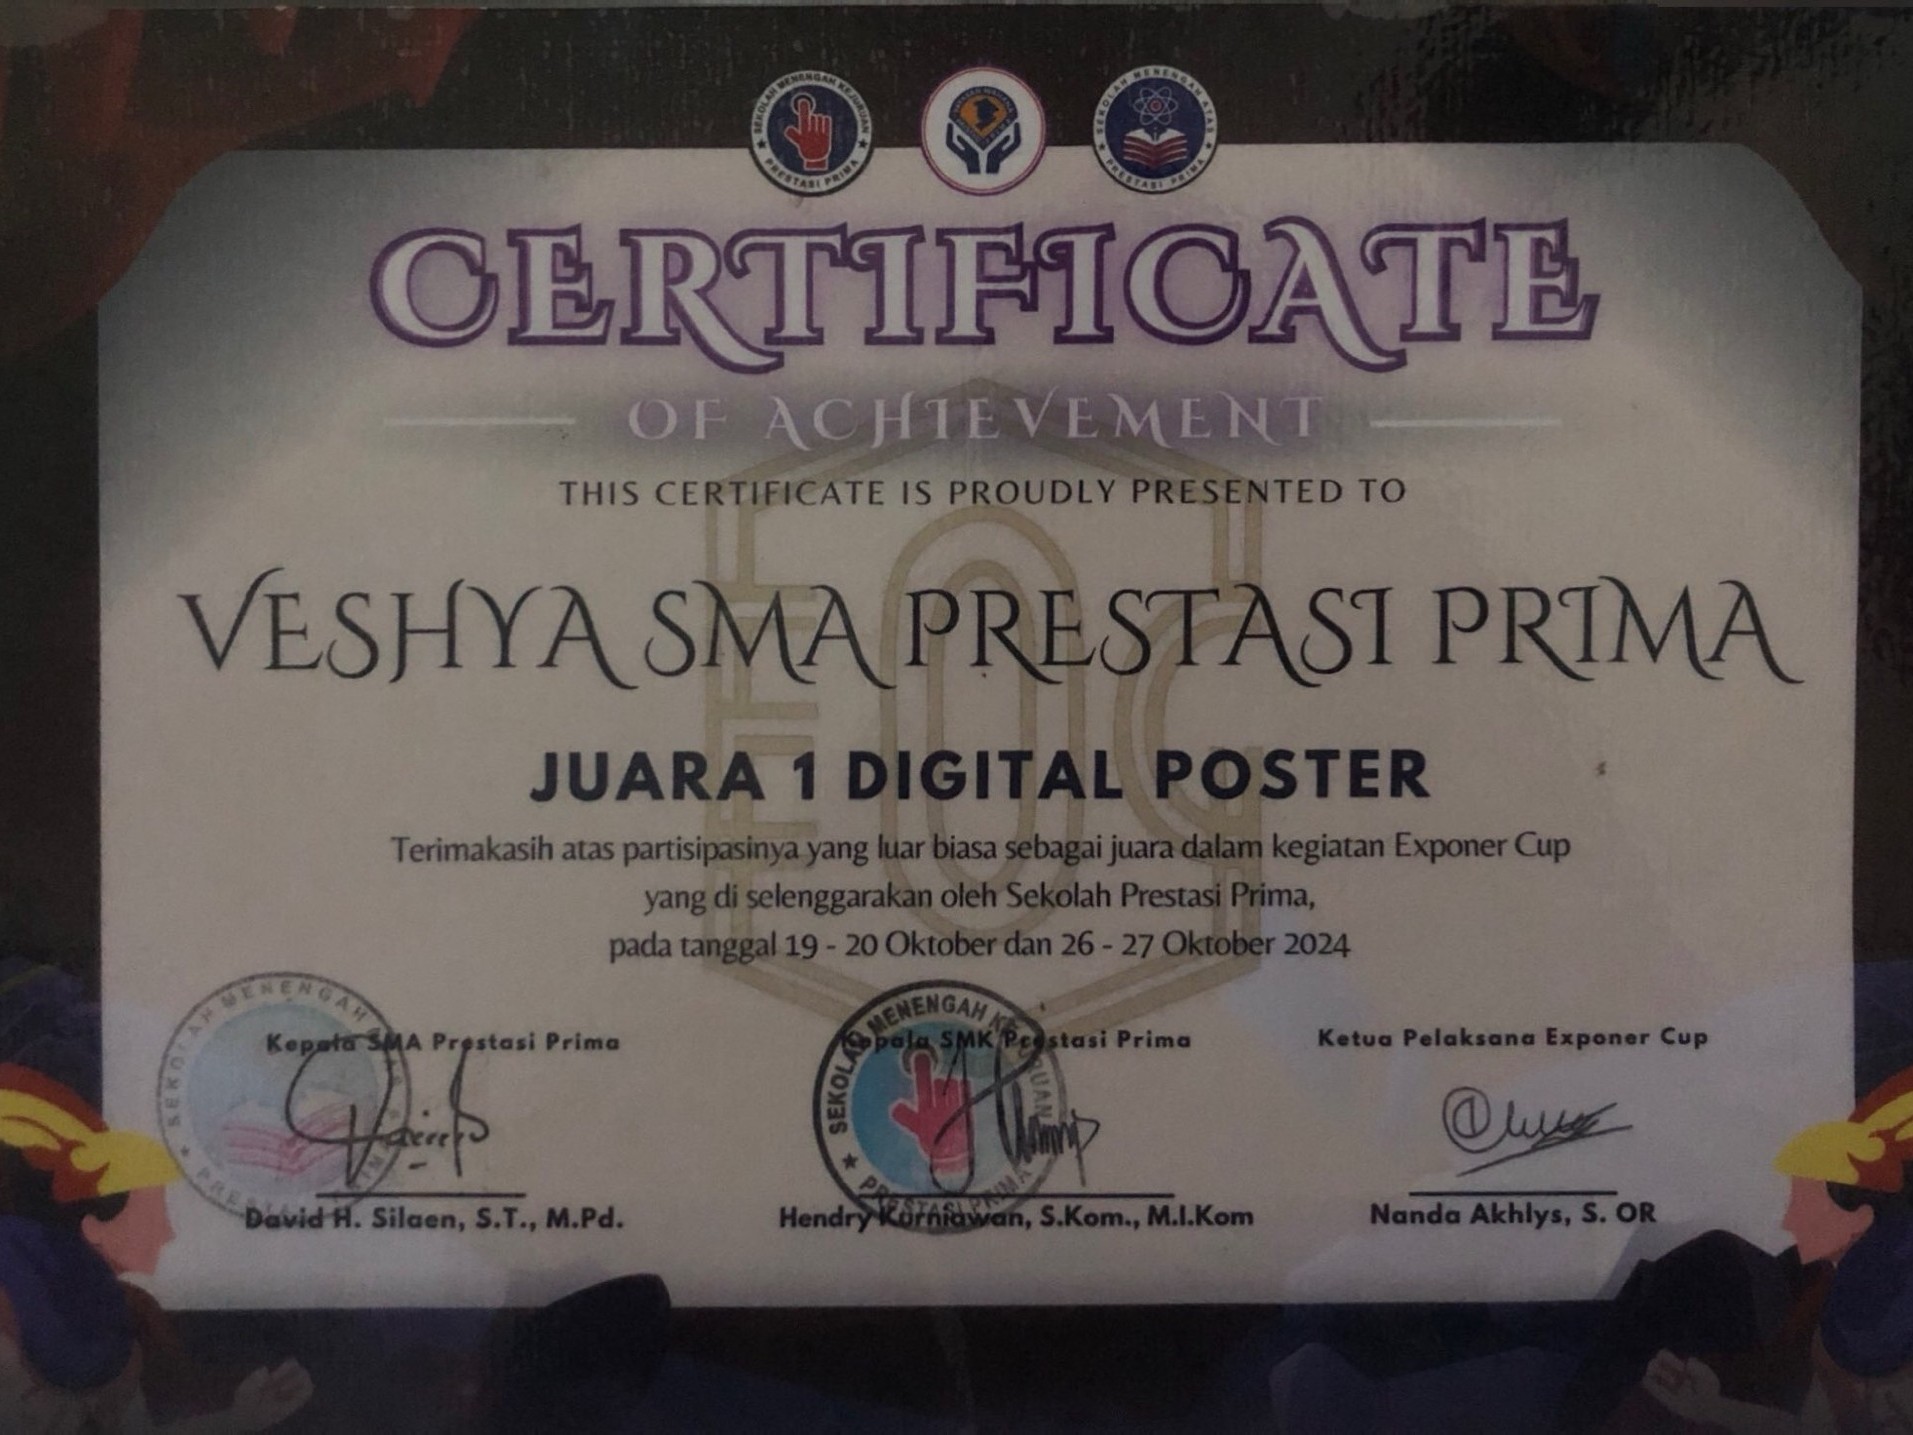 SEKOLAH MENENGAH KEJURUAN
PRESTASI PRIMA
SEKOLAH MENENGAH ATAS
PRESTASI PRIMA
CERTIFICATE
OF ACHIEVEMENT
THIS CERTIFICATE IS PROUDLY PRESENTED TO
VESHYA SMA PRESTASI PRIMA
JUARA 1 DIGITAL POSTER
Terimakasih atas partisipasinya yang luar biasa sebagai juara dalam kegiatan Exponer Cup
yang di selenggarakan oleh Sekolah Prestasi Prima,
pada tanggal 19 - 20 Oktober dan 26 - 27 Oktober 2024
Kepala SMA Prestasi Prima
Kepala SMK Prestasi Prima
Ketua Pelaksana Exponer Cup
SEKOLAH MENENGAH
SEKOLAH MENENGAH KEJURUAN
PRESTASI PRIMA
David H. Silaen, S.T., M.Pd.
Hendry Kurniawan, S.Kom., M.I.Kom
Nanda Akhlys, S. OR